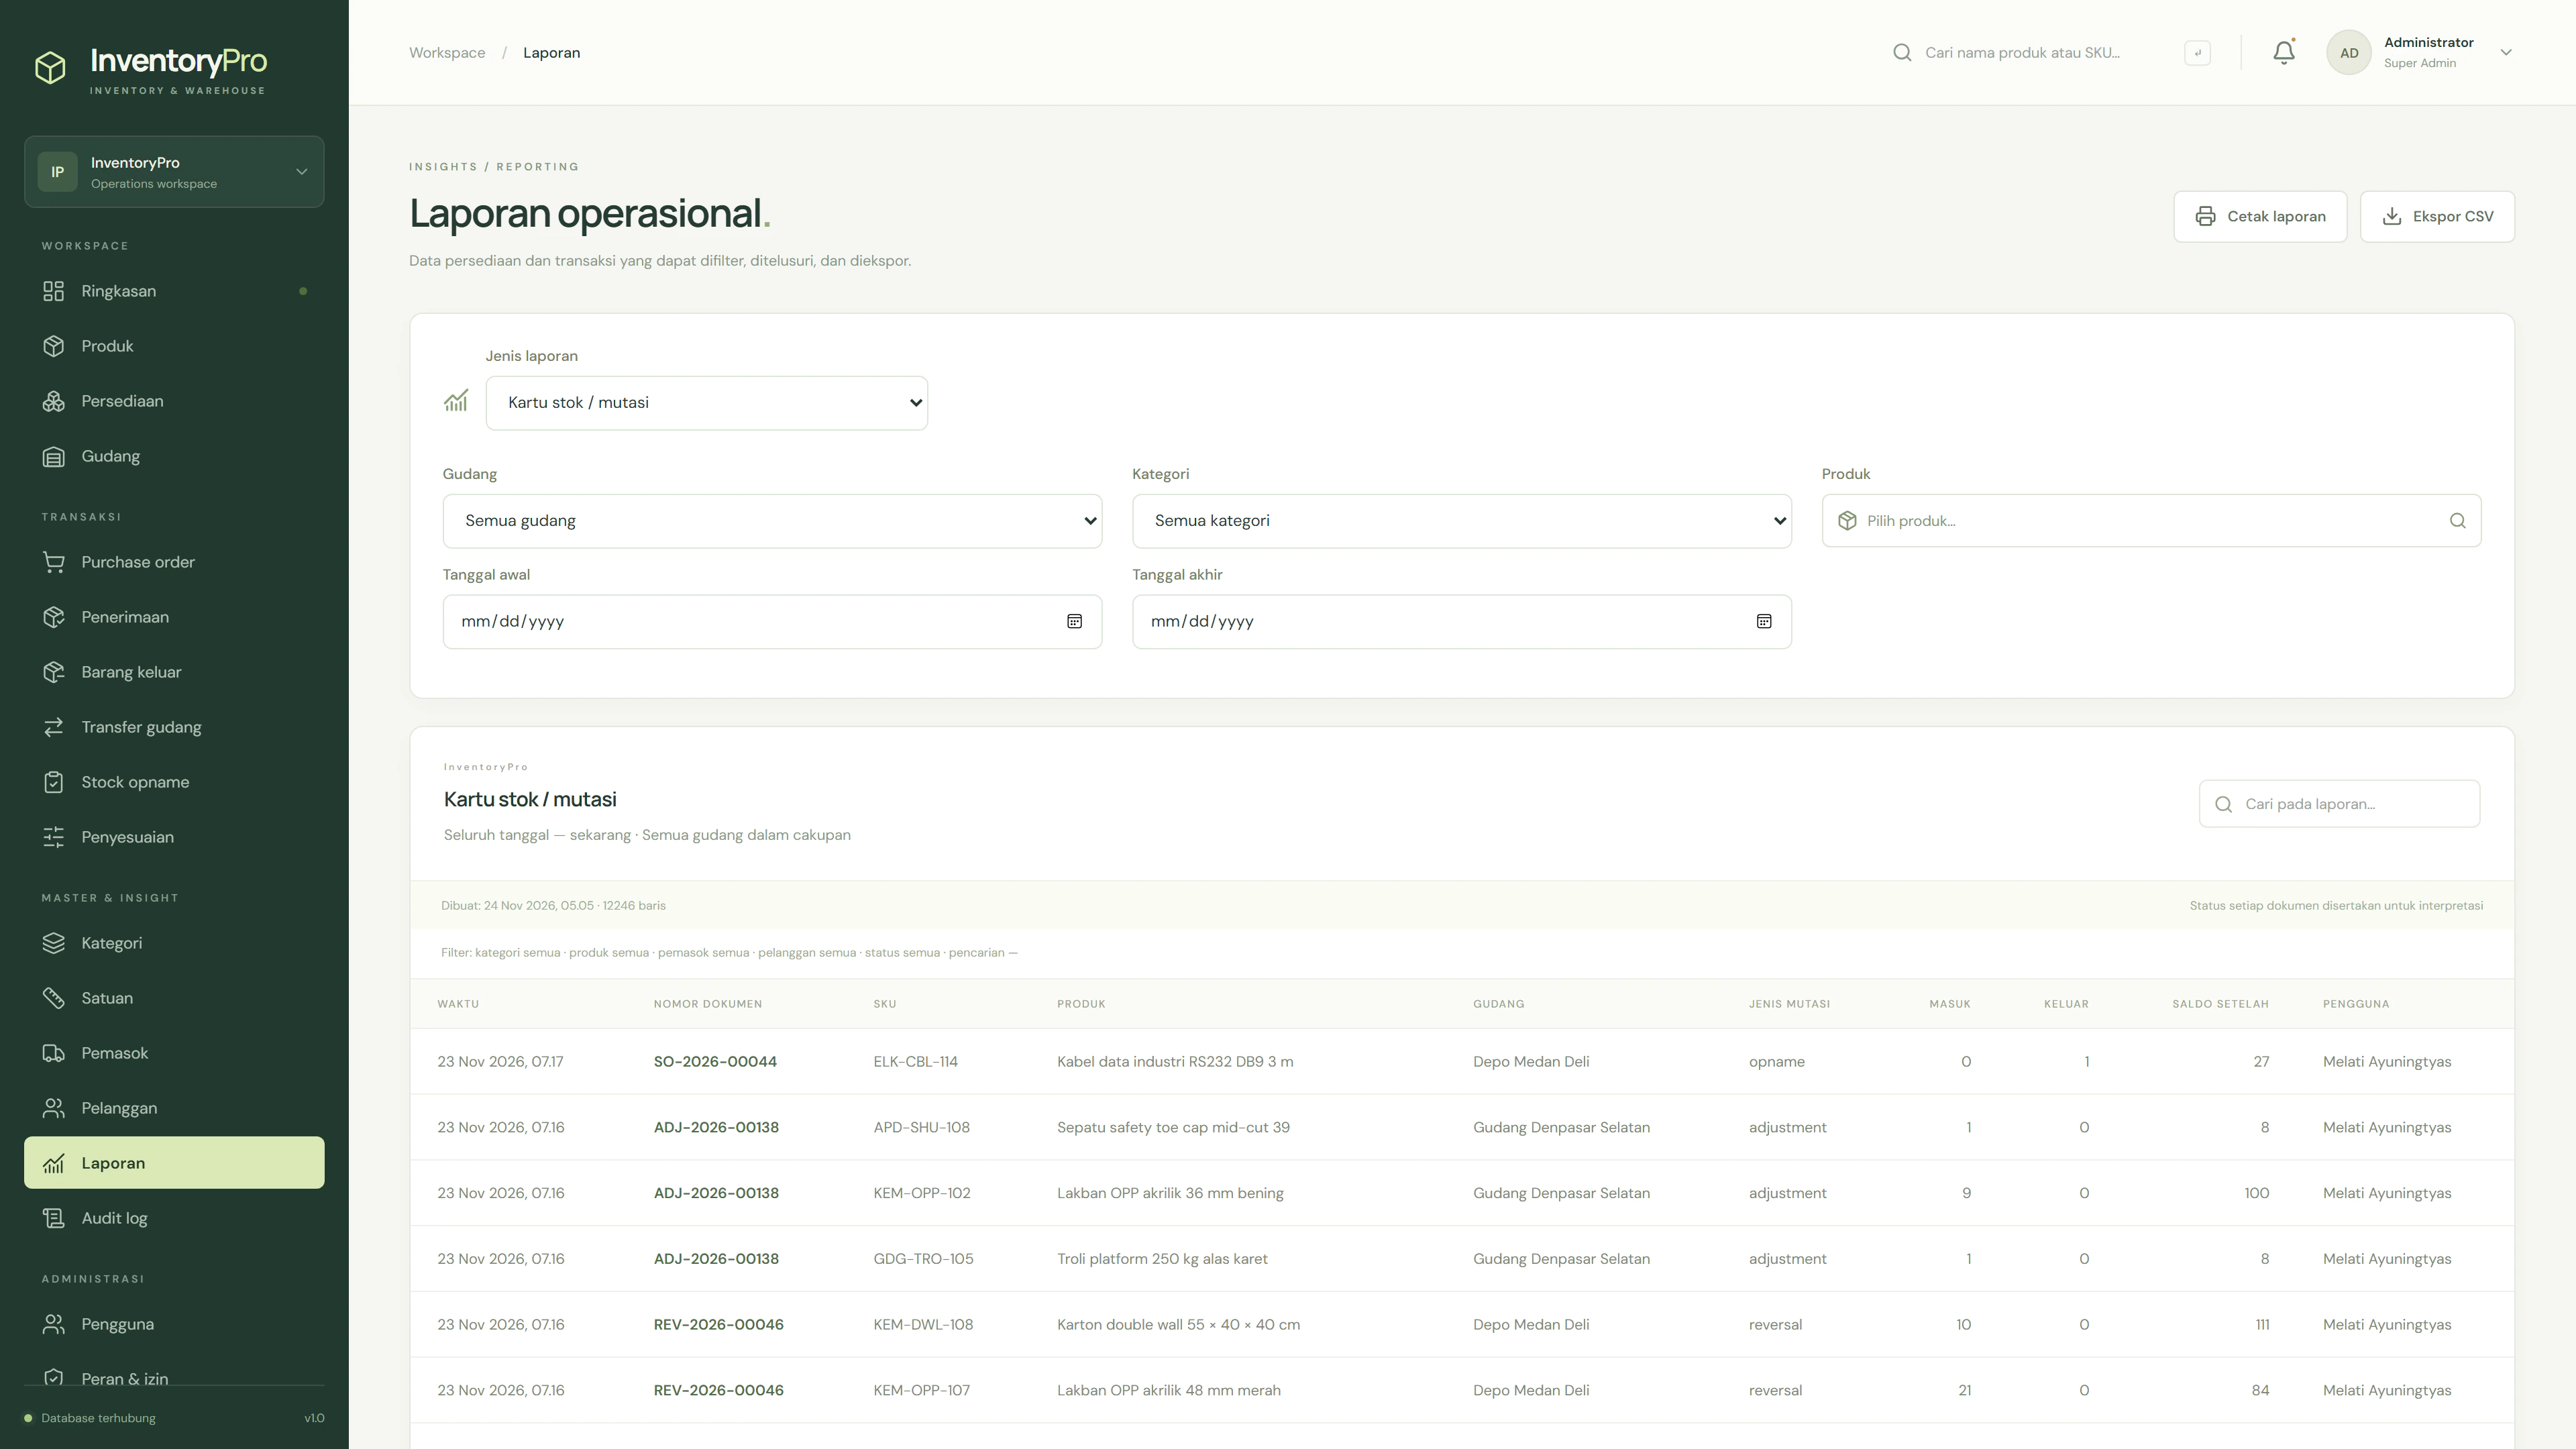 InventoryPro
INVENTORY & WAREHOUSE
IP
InventoryPro
Operations workspace
WORKSPACE
Ringkasan
Produk
Persediaan
Gudang
TRANSAKSI
Purchase order
Penerimaan
Barang keluar
Transfer gudang
Stock opname
Penyesuaian
MASTER & INSIGHT
Kategori
Satuan
Pemasok
Pelanggan
Laporan
Audit log
ADMINISTRASI
Pengguna
Peran & izin
Database terhubung v1.0
Workspace / Laporan
Cari nama produk atau SKU...
AD
Administrator
Super Admin
INSIGHTS / REPORTING
Laporan operasional.
Data persediaan dan transaksi yang dapat difilter, ditelusuri, dan diekspor.
Cetak laporan
Ekspor CSV
Jenis laporan
Kartu stok / mutasi
Gudang
Semua gudang
Kategori
Semua kategori
Produk
Pilih produk...
Tanggal awal
mm/dd/yyyy
Tanggal akhir
mm/dd/yyyy
InventoryPro
Kartu stok / mutasi
Seluruh tanggal — sekarang · Semua gudang dalam cakupan
Cari pada laporan...
Dibuat: 24 Nov 2026, 05.05 · 12246 baris
Status setiap dokumen disertakan untuk interpretasi
Filter: kategori semua · produk semua · pemasok semua · pelanggan semua · status semua · pencarian —
WAKTU NOMOR DOKUMEN SKU PRODUK GUDANG JENIS MUTASI MASUK KELUAR SALDO SETELAH PENGGUNA
23 Nov 2026, 07.17 SO-2026-00044 ELK-CBL-114 Kabel data industri RS232 DB9 3 m Depo Medan Deli opname 0 1 27 Melati Ayuningtyas
23 Nov 2026, 07.16 ADJ-2026-00138 APD-SHU-108 Sepatu safety toe cap mid-cut 39 Gudang Denpasar Selatan adjustment 1 0 8 Melati Ayuningtyas
23 Nov 2026, 07.16 ADJ-2026-00138 KEM-OPP-102 Lakban OPP akrilik 36 mm bening Gudang Denpasar Selatan adjustment 9 0 100 Melati Ayuningtyas
23 Nov 2026, 07.16 ADJ-2026-00138 GDG-TRO-105 Troli platform 250 kg alas karet Gudang Denpasar Selatan adjustment 1 0 8 Melati Ayuningtyas
23 Nov 2026, 07.16 REV-2026-00046 KEM-DWL-108 Karton double wall 55 × 40 × 40 cm Depo Medan Deli reversal 10 0 111 Melati Ayuningtyas
23 Nov 2026, 07.16 REV-2026-00046 KEM-OPP-107 Lakban OPP akrilik 48 mm merah Depo Medan Deli reversal 21 0 84 Melati Ayuningtyas